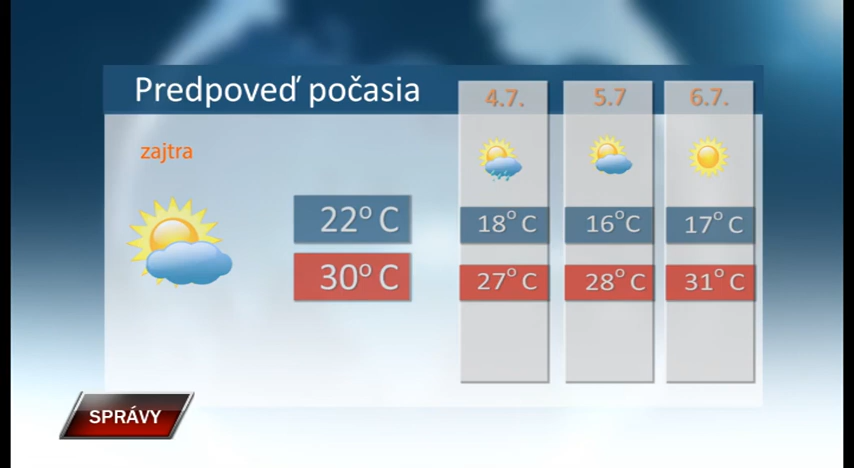 Predpoveď počasia
zajtra
22° C
30° C
4.7.
18° C
27° C
5.7
16°C
28° C
6.7.
17° C
31° C
SPRÁVY